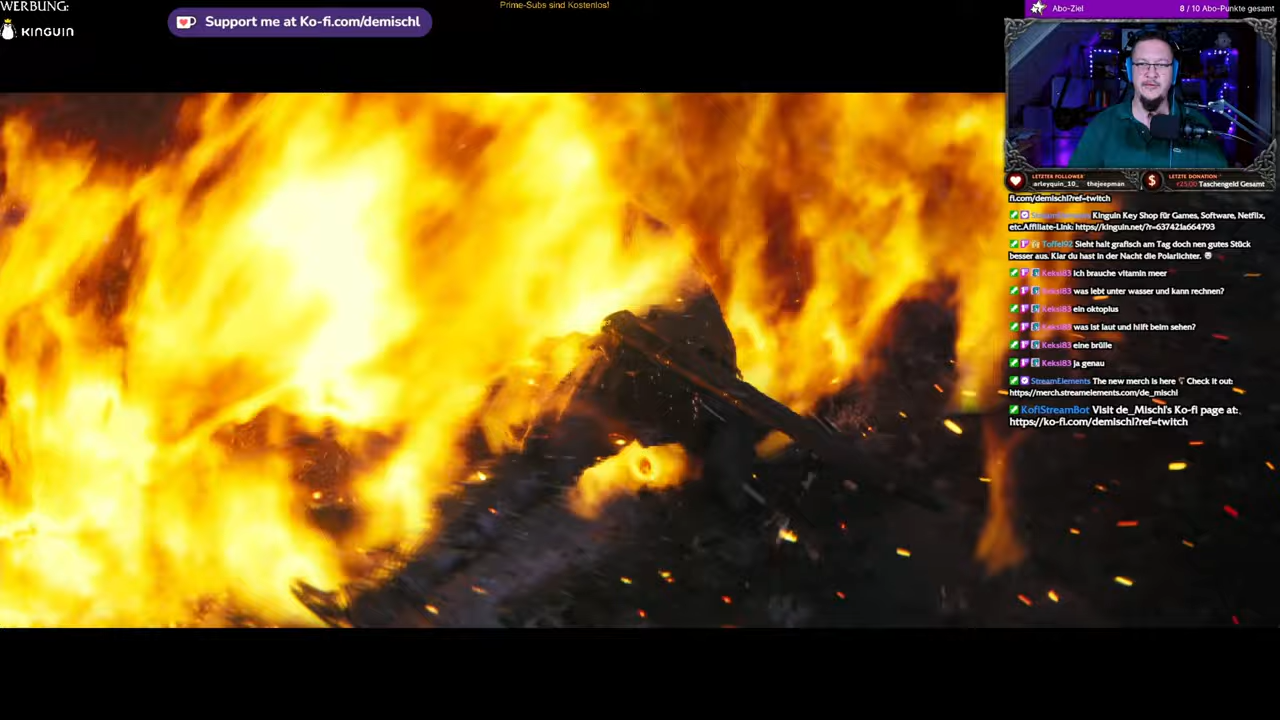 WERBUNG:
KINGUIN
Support me at Ko-fi.com/demischl
Prime-Subs sind Kostenlos!
Abo-Ziel
8 / 10 Abo-Punkte gesamt
LETZTER FOLLOWER
arleyquin_10_ thejeepman
LETZTE DONATION
Taschengeld Gesamt
fi.com/demischl?ref=twitch
Kinguin Key Shop für Games, Software, Netflix,
etc.Affiliate-Link: https://kinguin.net/?r=637421a664793
Toffel92 Sieht halt grafisch am Tag doch nen gutes Stück
besser aus. Klar du hast in der Nacht die Polarlichter.
Keksi83 ich brauche vitamin meer
Keksi83 was lebt unter wasser und kann rechnen?
Keksi83 ein oktoplus
Keksi83 was ist laut und hilft beim sehen?
Keksi83 eine brülle
Keksi83 ja genau
StreamElements The new merch is here Check it out:
https://merch.streamelements.com/de_mischl
KofiStreamBot Visit de_Mischl's Ko-fi page at:
https://ko-fi.com/demischl?ref=twitch